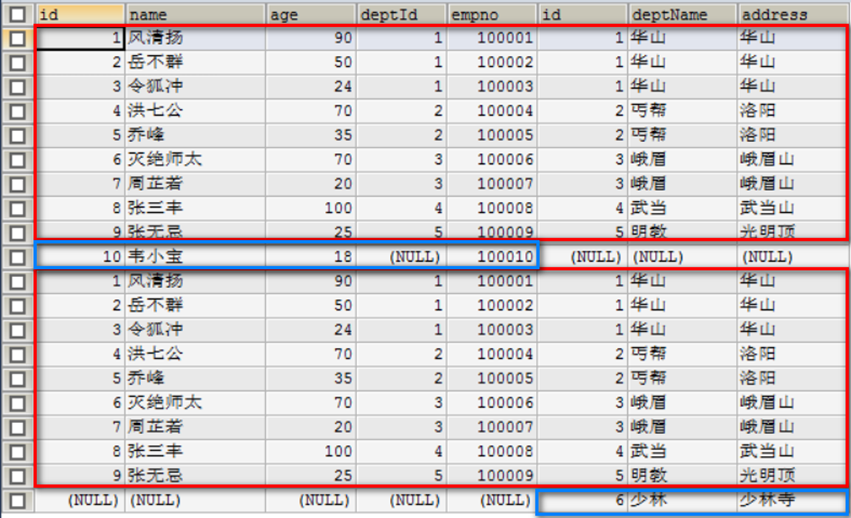 id name age deptId empno id deptName address
1 风清扬 90 1 100001 1 华山 华山
2 岳不群 50 1 100002 1 华山 华山
3 令狐冲 24 1 100003 1 华山 华山
4 洪七公 70 2 100004 2 丐帮 洛阳
5 乔峰 35 2 100005 2 丐帮 洛阳
6 灭绝师太 70 3 100006 3 峨眉 峨眉山
7 周芷若 20 3 100007 3 峨眉 峨眉山
8 张三丰 100 4 100008 4 武当 武当山
9 张无忌 25 5 100009 5 明教 光明顶
10 韦小宝 18 (NULL) 100010 (NULL) (NULL) (NULL)
1 风清扬 90 1 100001 1 华山 华山
2 岳不群 50 1 100002 1 华山 华山
3 令狐冲 24 1 100003 1 华山 华山
4 洪七公 70 2 100004 2 丐帮 洛阳
5 乔峰 35 2 100005 2 丐帮 洛阳
6 灭绝师太 70 3 100006 3 峨眉 峨眉山
7 周芷若 20 3 100007 3 峨眉 峨眉山
8 张三丰 100 4 100008 4 武当 武当山
9 张无忌 25 5 100009 5 明教 光明顶
(NULL) (NULL) (NULL) (NULL) (NULL) 6 少林 少林寺